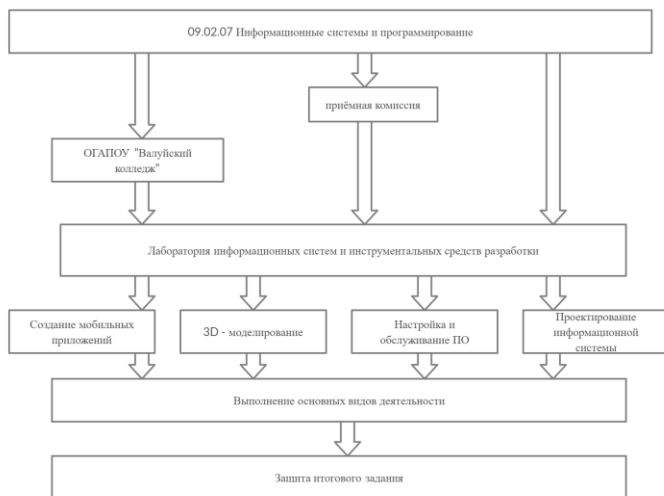 09.02.07 Информационные системы и программирование
приёмная комиссия
ОГАПОУ "Валуйский
колледж"
Лаборатория информационных систем и инструментальных средств разработки
Создание мобильных
приложений
3D - моделирование
Настройка и
обслуживание ПО
Проектирование
информационной
системы
Выполнение основных видов деятельности
Защита итогового задания